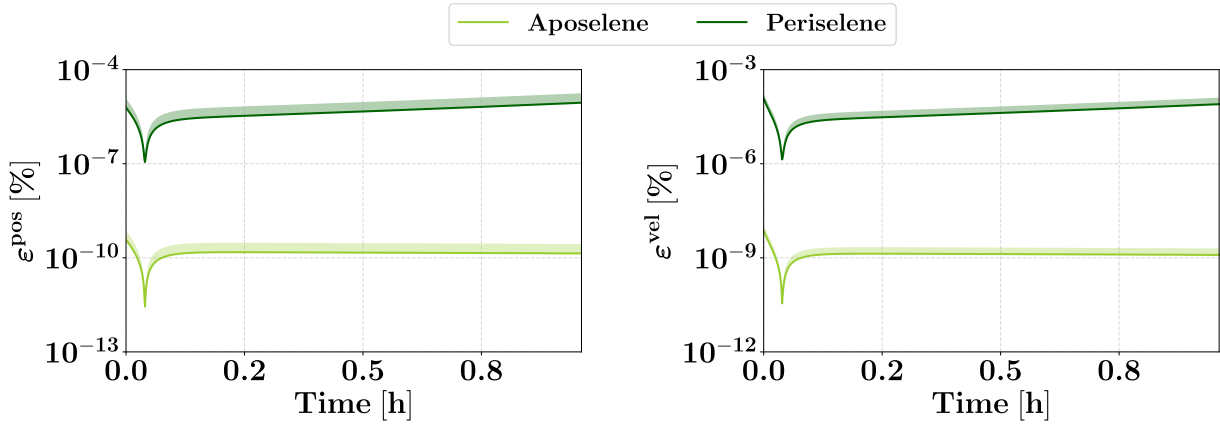 Aposelene Periselene
ε^pos [%]
10^−4
10^−7
10^−10
10^−13
0.0 0.2 0.5 0.8
Time [h]
ε^vel [%]
10^−3
10^−6
10^−9
10^−12
0.0 0.2 0.5 0.8
Time [h]